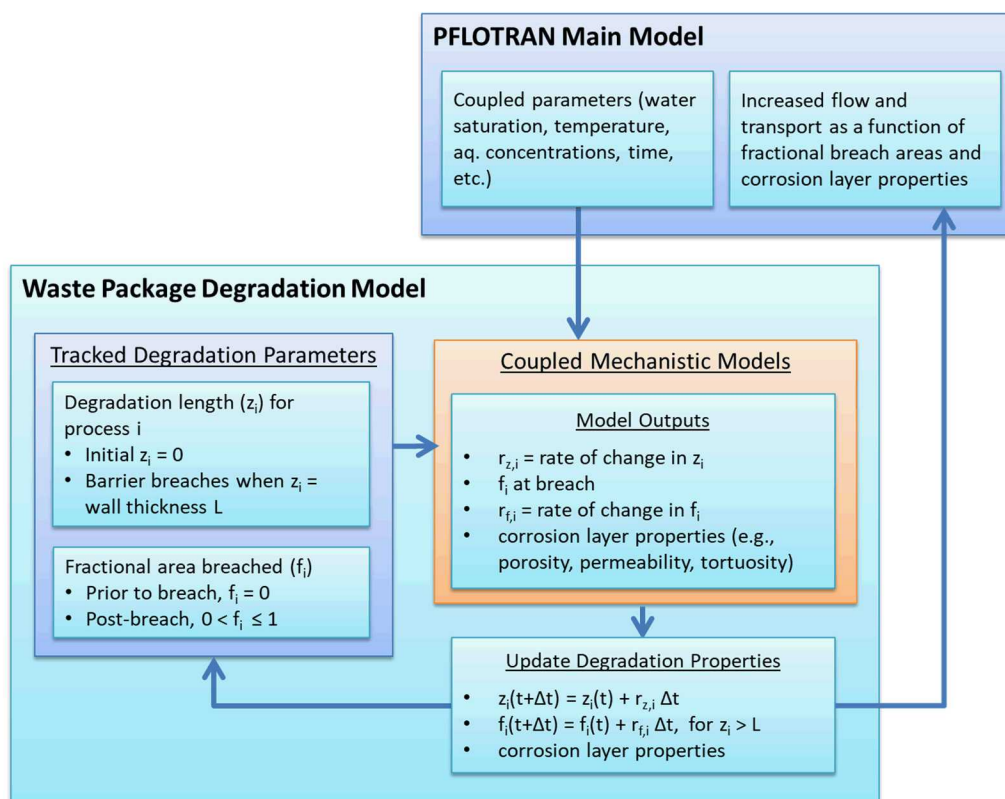 PFLOTRAN Main Model
Coupled parameters (water
saturation, temperature,
aq. concentrations, time,
etc.)
Increased flow and
transport as a function of
fractional breach areas and
corrosion layer properties
Waste Package Degradation Model
Tracked Degradation Parameters
Degradation length (zᵢ) for
process i
• Initial zᵢ = 0
• Barrier breaches when zᵢ =
wall thickness L
Fractional area breached (fᵢ)
• Prior to breach, fᵢ = 0
• Post-breach, 0 < fᵢ ≤ 1
Coupled Mechanistic Models
Model Outputs
• r_z,i = rate of change in zᵢ
• fᵢ at breach
• r_f,i = rate of change in fᵢ
• corrosion layer properties (e.g.,
porosity, permeability, tortuosity)
Update Degradation Properties
• zᵢ(t+Δt) = zᵢ(t) + r_z,i Δt
• fᵢ(t+Δt) = fᵢ(t) + r_f,i Δt, for zᵢ > L
• corrosion layer properties